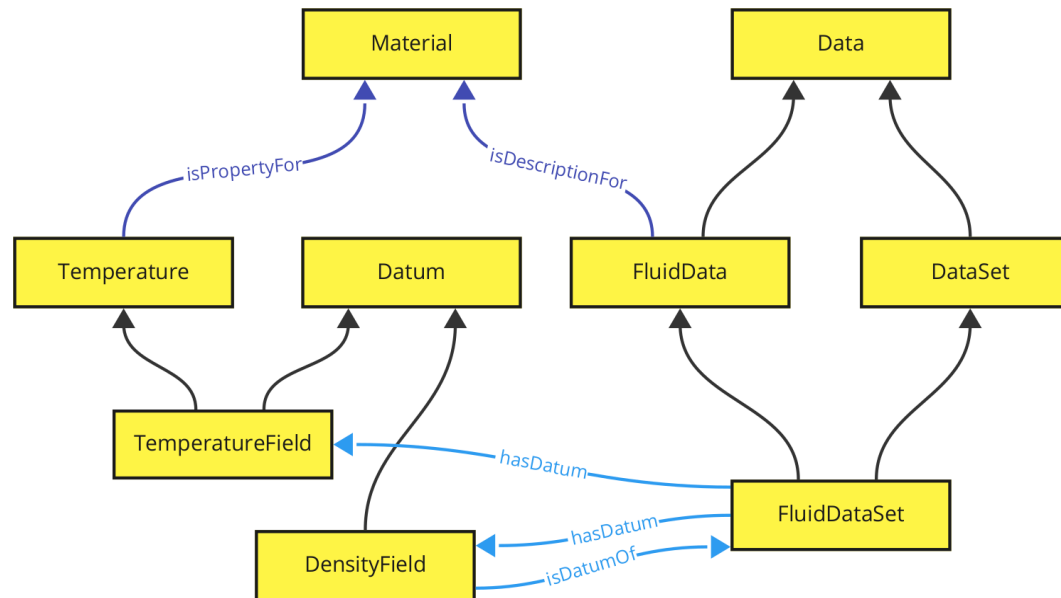 Material
Data
isPropertyFor
isDescriptionFor
Temperature
Datum
FluidData
DataSet
TemperatureField
hasDatum
FluidDataSet
hasDatum
isDatumOf
DensityField